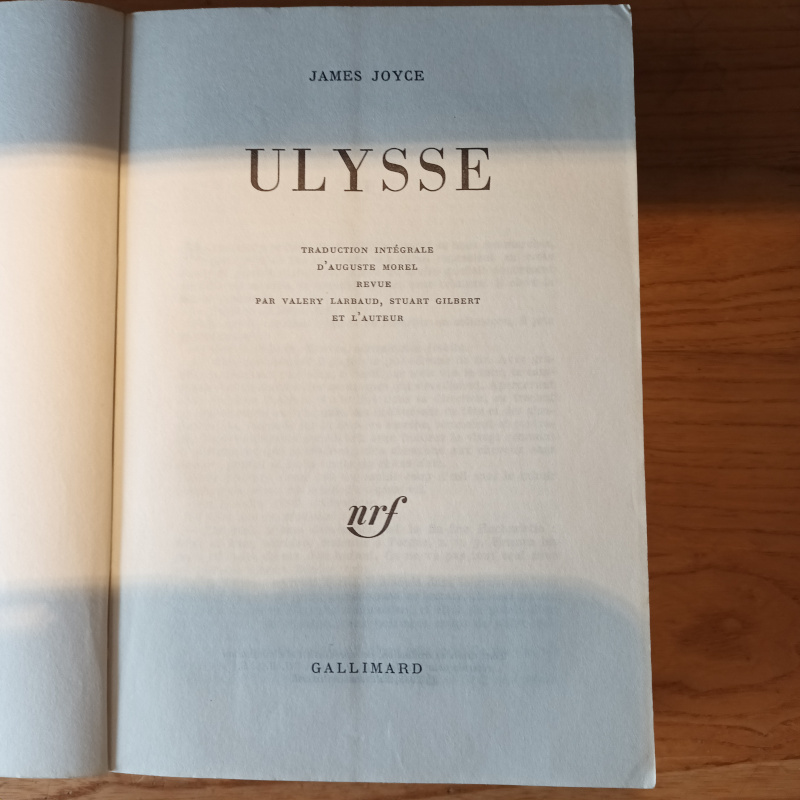 JAMES JOYCE
ULYSSE
TRADUCTION INTÉGRALE
D'AUGUSTE MOREL
REVUE
PAR VALERY LARBAUD, STUART GILBERT
ET L'AUTEUR
nrf
GALLIMARD